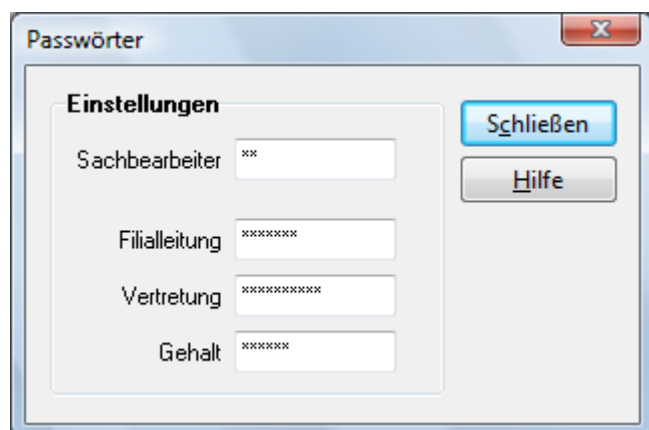 Passwörter
Einstellungen
Schließen
Sachbearbeiter **
Hilfe
Filialleitung *******
Vertretung **********
Gehalt ******